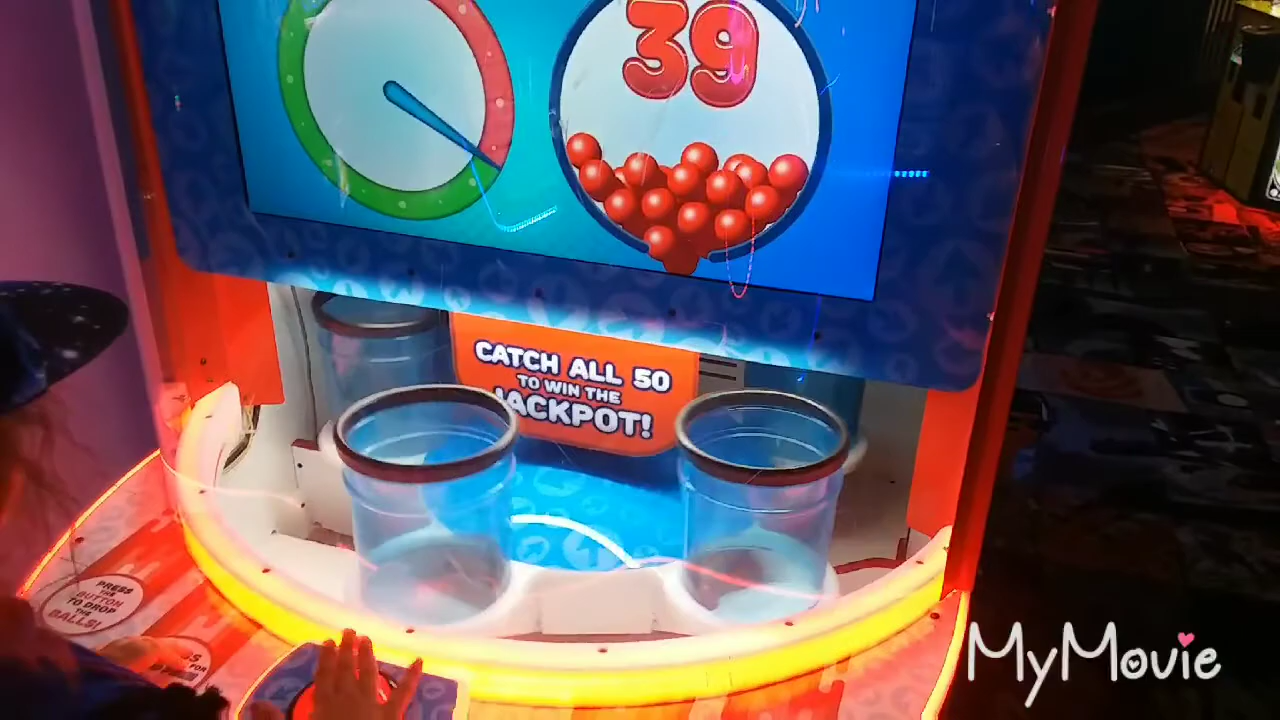 39
CATCH ALL 50
TO WIN THE
JACKPOT!
PRESS
THE
BUTTON
TO DROP
THE
BALLS!
MyMovie